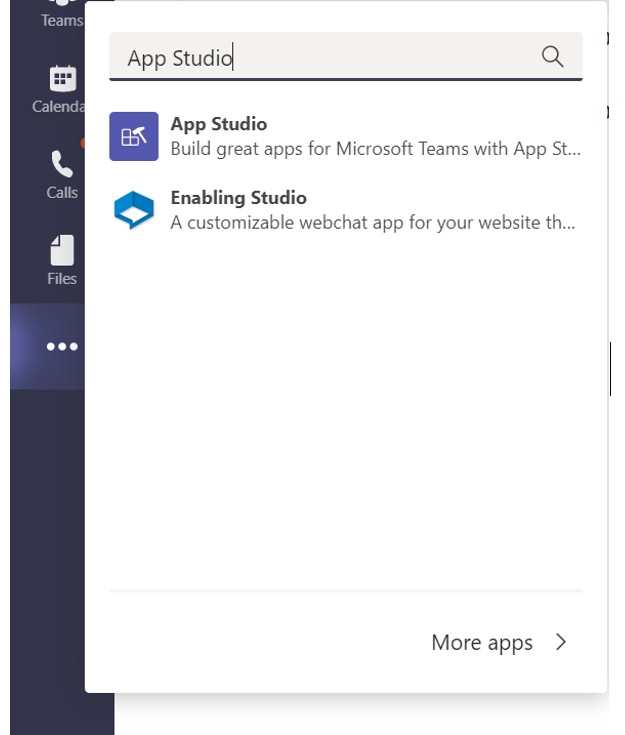 Teams
App Studio
Calenda
App Studio
Build great apps for Microsoft Teams with App St...
Calls
Enabling Studio
A customizable webchat app for your website th...
Files
More apps